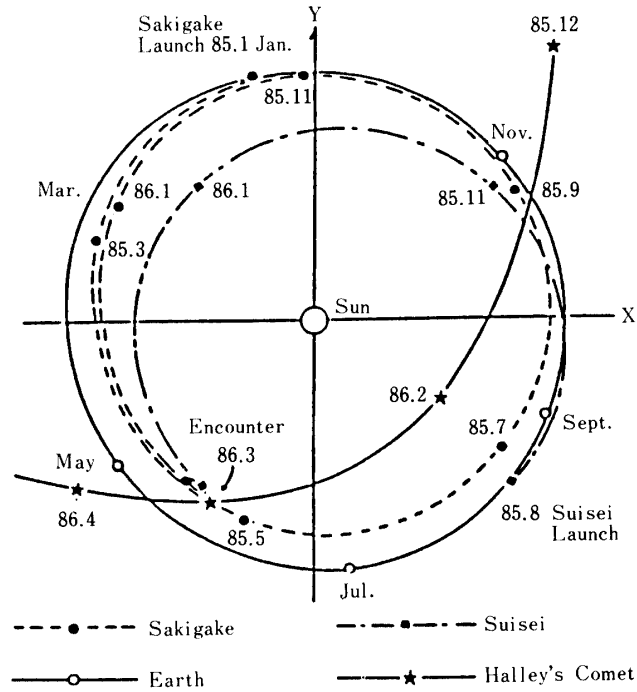 Y
85.12
Sakigake
Launch 85.1 Jan.
85.11
Nov.
Mar.
86.1
86.1
85.11
85.9
85.3
Sun
X
86.2
Encounter
86.3
85.7
Sept.
May
86.4
85.5
85.8
Suisei
Launch
Jul.
Sakigake
Suisei
Earth
Halley's Comet